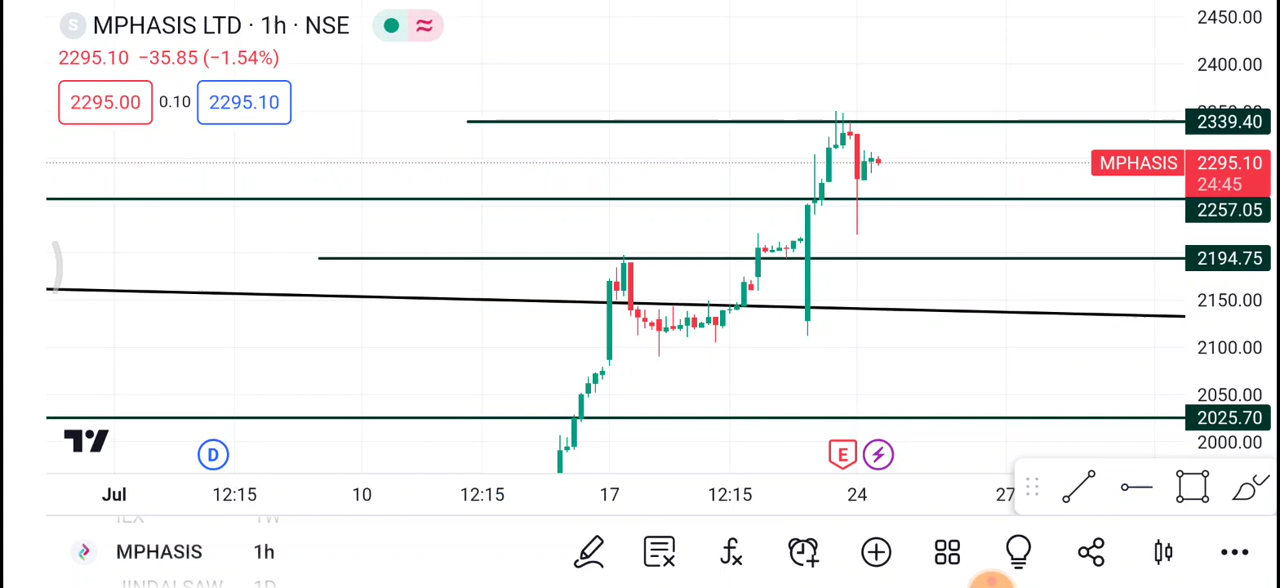 S MPHASIS LTD · 1h · NSE
2295.10 −35.85 (−1.54%)
2295.00 0.10 2295.10
2450.00
2400.00
2339.40
MPHASIS 2295.10
24:45
2257.05
2194.75
2150.00
2100.00
2050.00
2025.70
2000.00
D E
Jul 12:15 10 12:15 17 12:15 24 27
MPHASIS 1h